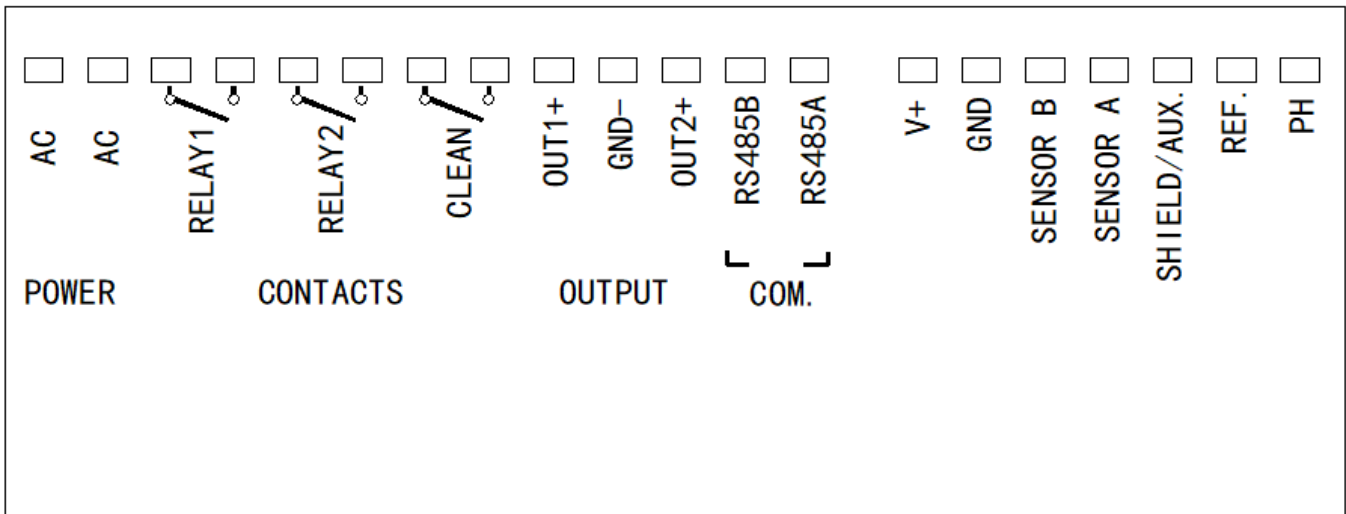 AC
AC
RELAY1
RELAY2
CLEAN
OUT1+
GND-
OUT2+
RS485B
RS485A
V+
GND
SENSOR B
SENSOR A
SHIELD/AUX.
REF.
PH
POWER
CONTACTS
OUTPUT
COM.